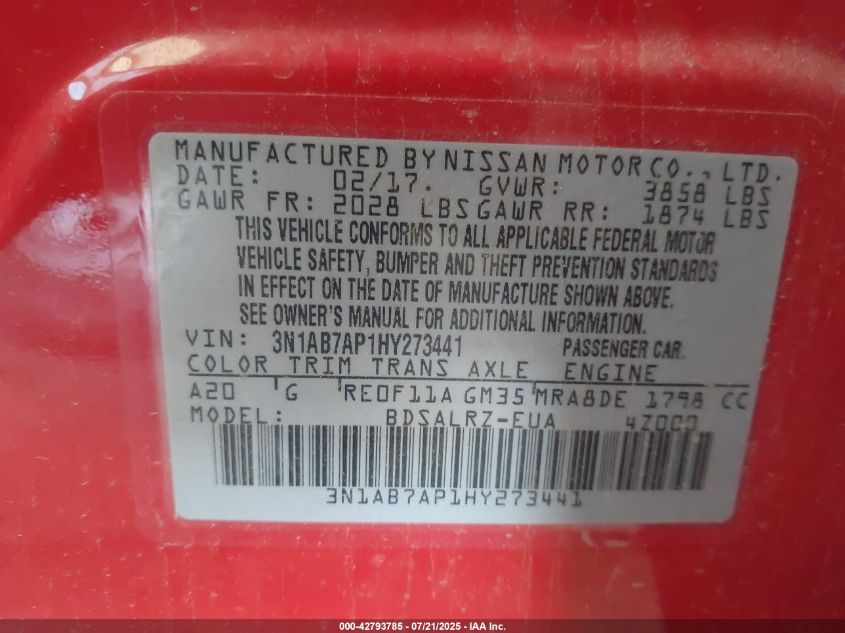 MANUFACTURED BY NISSAN MOTOR CO., LTD.
DATE: 02/17. GVWR: 3858 LBS
GAWR FR: 2028 LBS GAWR RR: 1874 LBS
THIS VEHICLE CONFORMS TO ALL APPLICABLE FEDERAL MOTOR
VEHICLE SAFETY, BUMPER AND THEFT PREVENTION STANDARDS
IN EFFECT ON THE DATE OF MANUFACTURE SHOWN ABOVE.
SEE OWNER'S MANUAL FOR ADDITIONAL INFORMATION.
VIN: 3N1AB7AP1HY273441 PASSENGER CAR.
COLOR TRIM TRANS AXLE ENGINE
A20 G RE0F11A GM35 MRA8DE 1798 CC
MODEL: BDSALRZ-EUA 4Z000
3N1AB7AP1HY273441
000-42793785 - 07/21/2025 - IAA Inc.